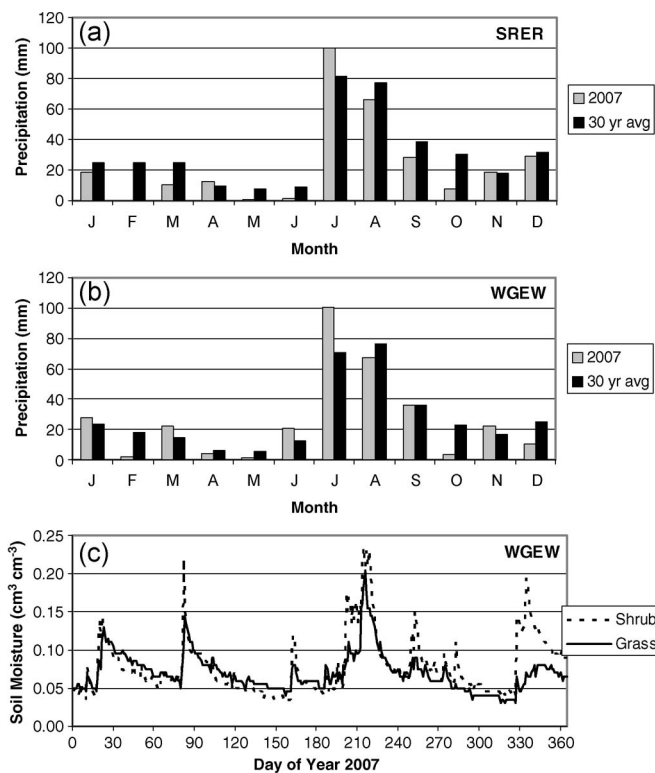 (a)
SRER
Precipitation (mm)
120
100
80
60
40
20
0
J F M A M J J A S O N D
Month
2007
30 yr avg
(b)
WGEW
Precipitation (mm)
120
100
80
60
40
20
0
J F M A M J J A S O N D
Month
2007
30 yr avg
(c)
WGEW
Soil Moisture (cm³ cm⁻³)
0.25
0.20
0.15
0.10
0.05
0.00
0 30 60 90 120 150 180 210 240 270 300 330 360
Day of Year 2007
Shrub
Grass